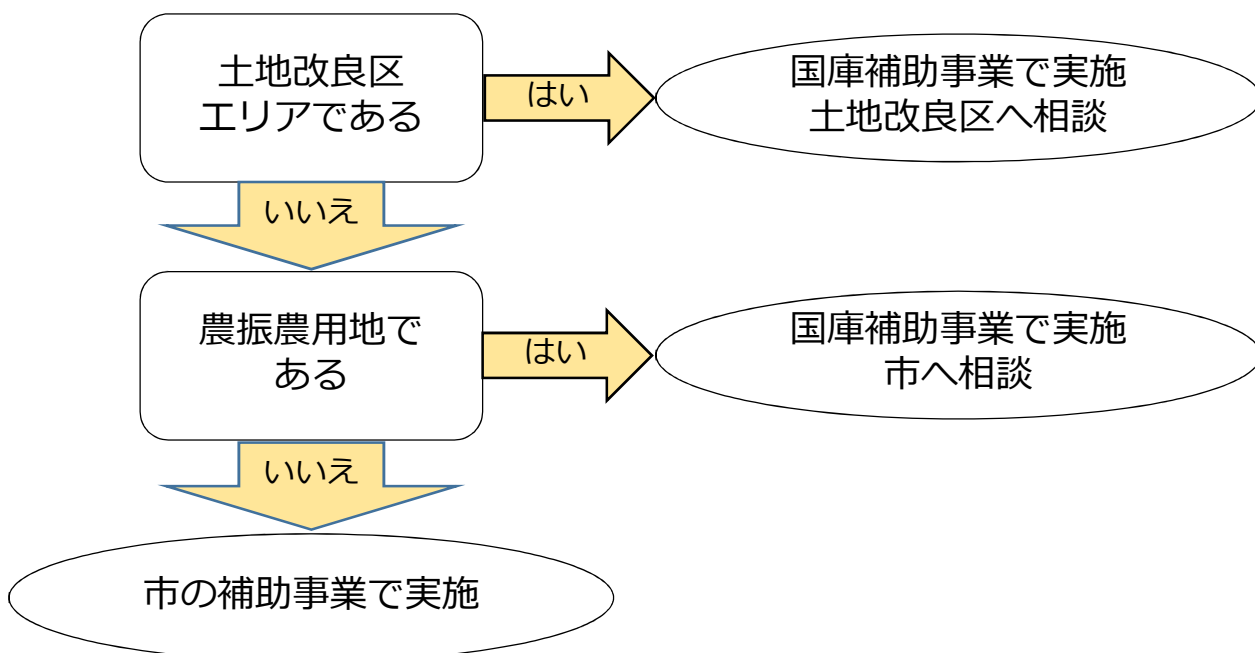 土地改良区
エリアである
はい
国庫補助事業で実施
土地改良区へ相談
いいえ
農振農用地で
ある
はい
国庫補助事業で実施
市へ相談
いいえ
市の補助事業で実施